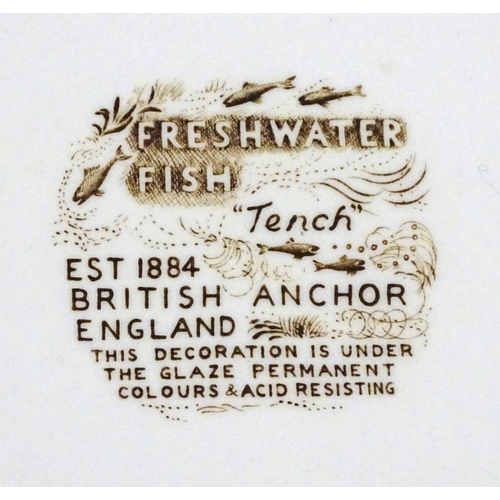 FRESHWATER
FISH
"Tench"
EST 1884
BRITISH ANCHOR
ENGLAND
THIS DECORATION IS UNDER
THE GLAZE PERMANENT
COLOURS & ACID RESISTING